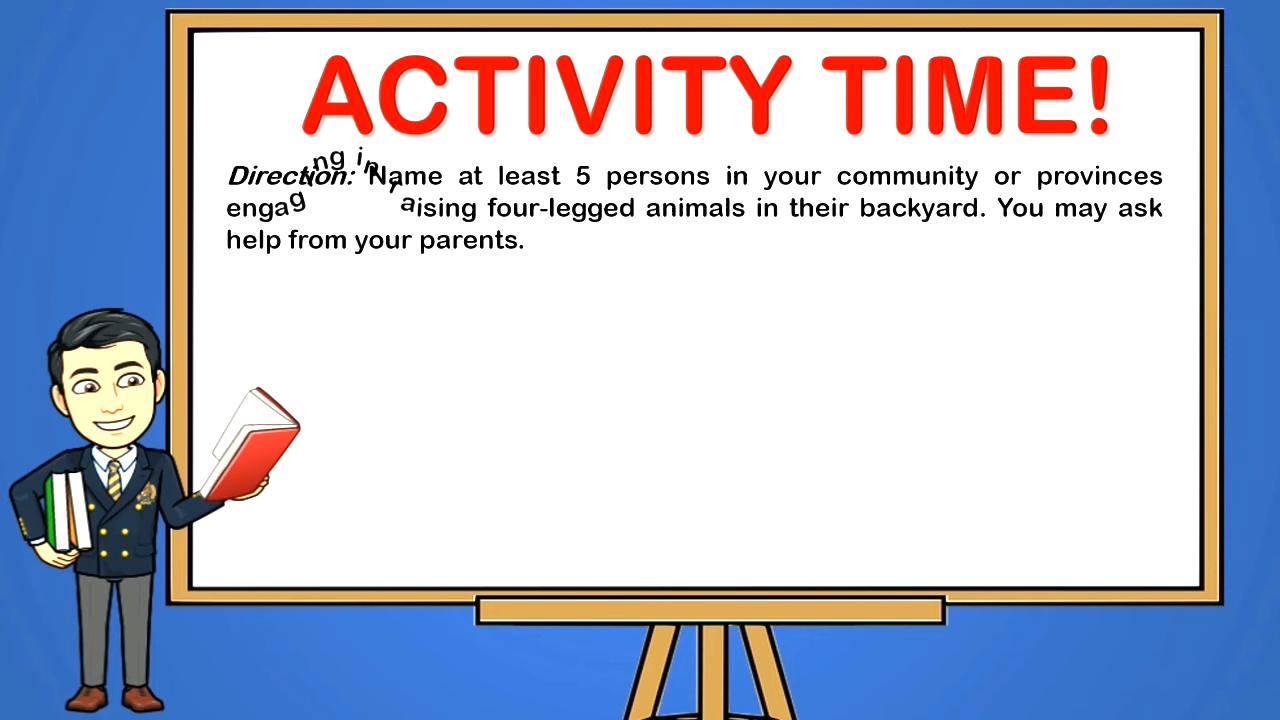 ACTIVITY TIME!
Direction: Name at least 5 persons in your community or provinces
engaging in raising four-legged animals in their backyard. You may ask
help from your parents.